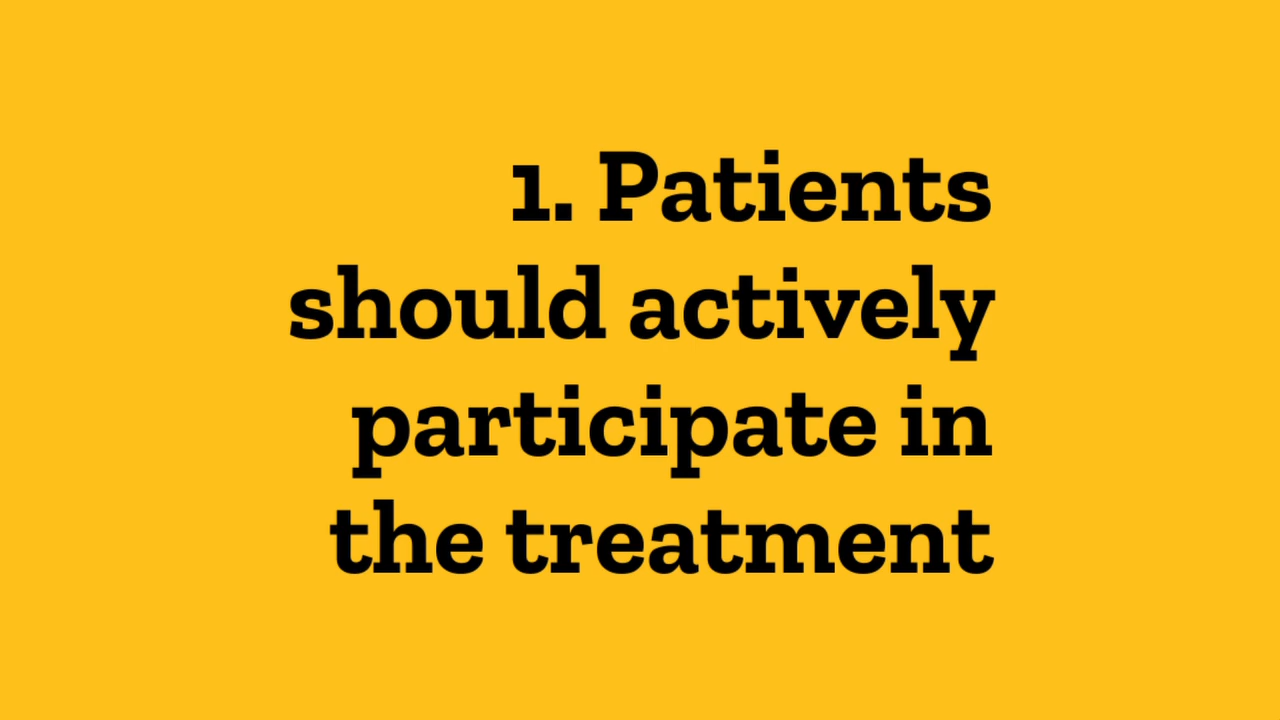 1. Patients
should actively
participate in
the treatment